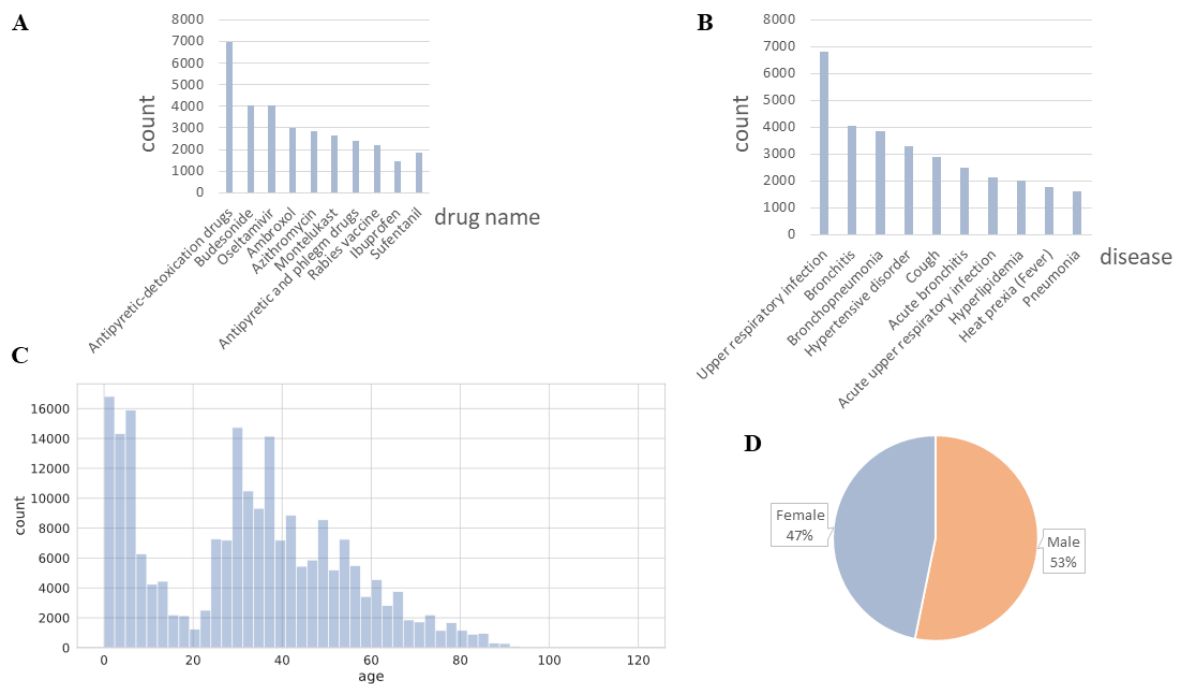 A
8000
7000
6000
5000
4000
3000
2000
1000
0
count
Antipyretic-detoxication drugs
Budesonide
Oseltamivir
Ambroxol
Azithromycin
Montelukast
Antipyretic and phlegm drugs
Rabies vaccine
Ibuprofen
Sufentanil
drug name
B
8000
7000
6000
5000
4000
3000
2000
1000
0
count
Upper respiratory infection
Bronchitis
Bronchopneumonia
Hypertensive disorder
Cough
Acute bronchitis
Acute upper respiratory infection
Hyperlipidemia
Heat prexia (Fever)
Pneumonia
disease
C
16000
14000
12000
10000
8000
6000
4000
2000
0
count
0 20 40 60 80 100 120
age
D
Female
47%
Male
53%